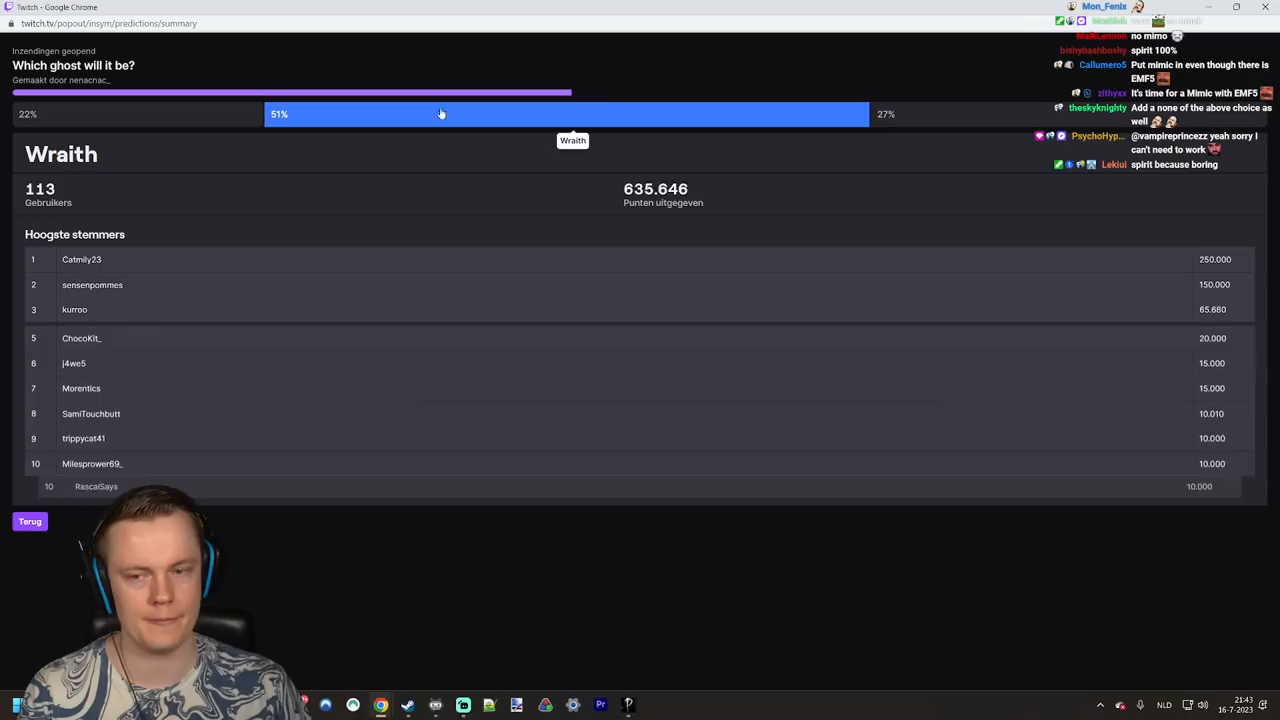 Twitch - Google Chrome
twitch.tv/popout/insym/predictions/summary
Inzendingen geopend
Which ghost will it be?
Gemaakt door nenacnac_
22%
51%
27%
Wraith
Wraith
113
Gebruikers
635.646
Punten uitgegeven
Hoogste stemmers
1 Catmily23 250.000
2 sensenpommes 150.000
3 kurroo 65.680
5 ChocoKit_ 20.000
6 j4we5 15.000
7 Morentics 15.000
8 SamiTouchbutt 10.010
9 trippycat41 10.000
10 Milesprower69_ 10.000
10 RascalSays 10.000
Terug
Mon_Fenix
MalkLennon no mimo
bishybashboshy spirit 100%
Callumero5 Put mimic in even though there is
EMF5
zithyxx It's time for a Mimic with EMF5
theskyknighty Add a none of the above choice as
well
PsychoHyp... @vampireprincezz yeah sorry I
can't need to work
Lekiui spirit because boring
NLD
21:43
16-7-2023